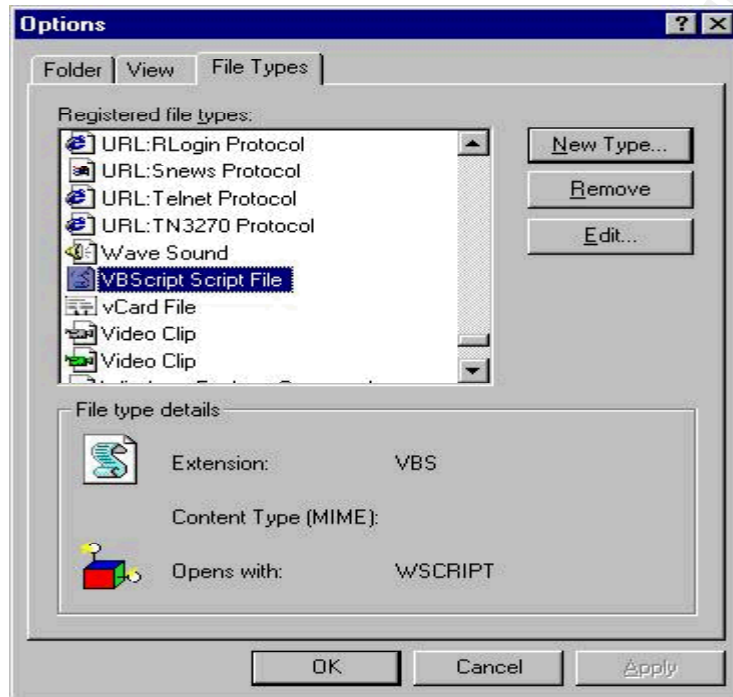 Options
Folder
View
File Types
Registered file types:
URL:RLogin Protocol
URL:Snews Protocol
URL:Telnet Protocol
URL:TN3270 Protocol
Wave Sound
VBScript Script File
vCard File
Video Clip
Video Clip
New Type...
Remove
Edit...
File type details
Extension: VBS
Content Type (MIME):
Opens with: WSCRIPT
OK
Cancel
Apply